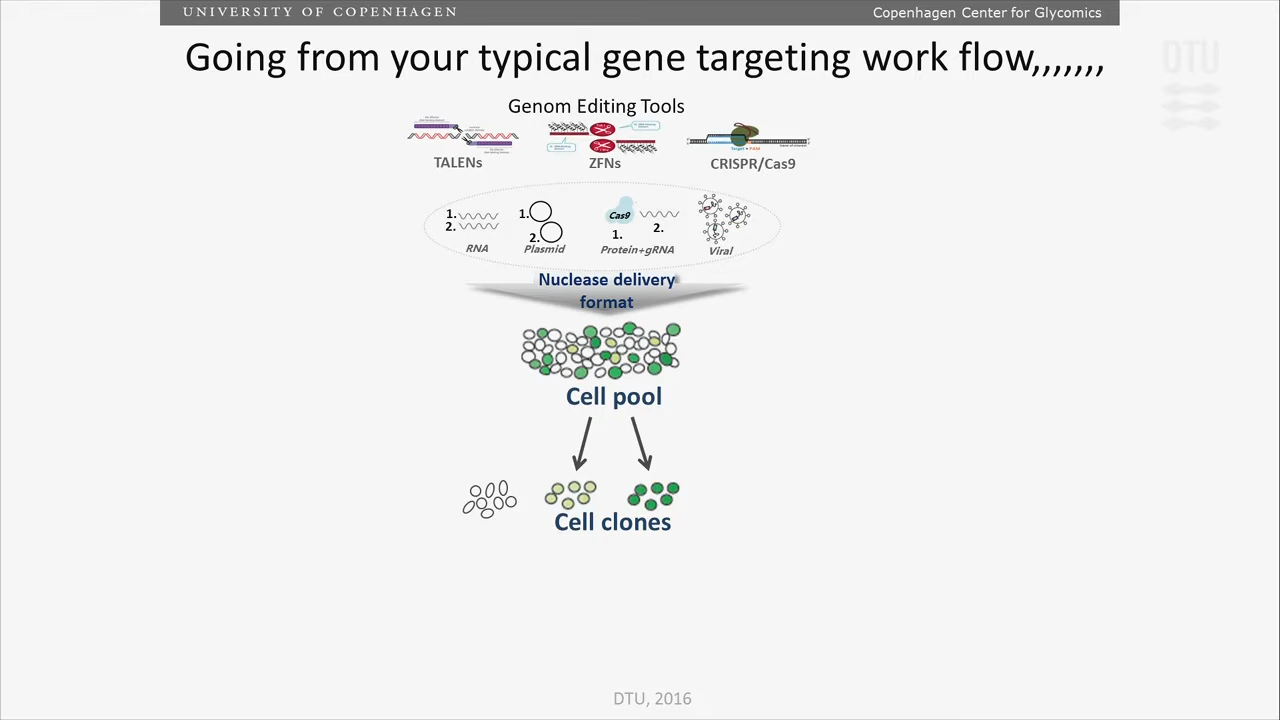 UNIVERSITY OF COPENHAGEN
Copenhagen Center for Glycomics
Going from your typical gene targeting work flow,,,,,,,
DTU
Genom Editing Tools
TALENs
ZFNs
CRISPR/Cas9
1.
2.
RNA
1.
2.
Plasmid
Cas9
1.
2.
Protein+gRNA
Viral
Nuclease delivery
format
Cell pool
Cell clones
DTU, 2016